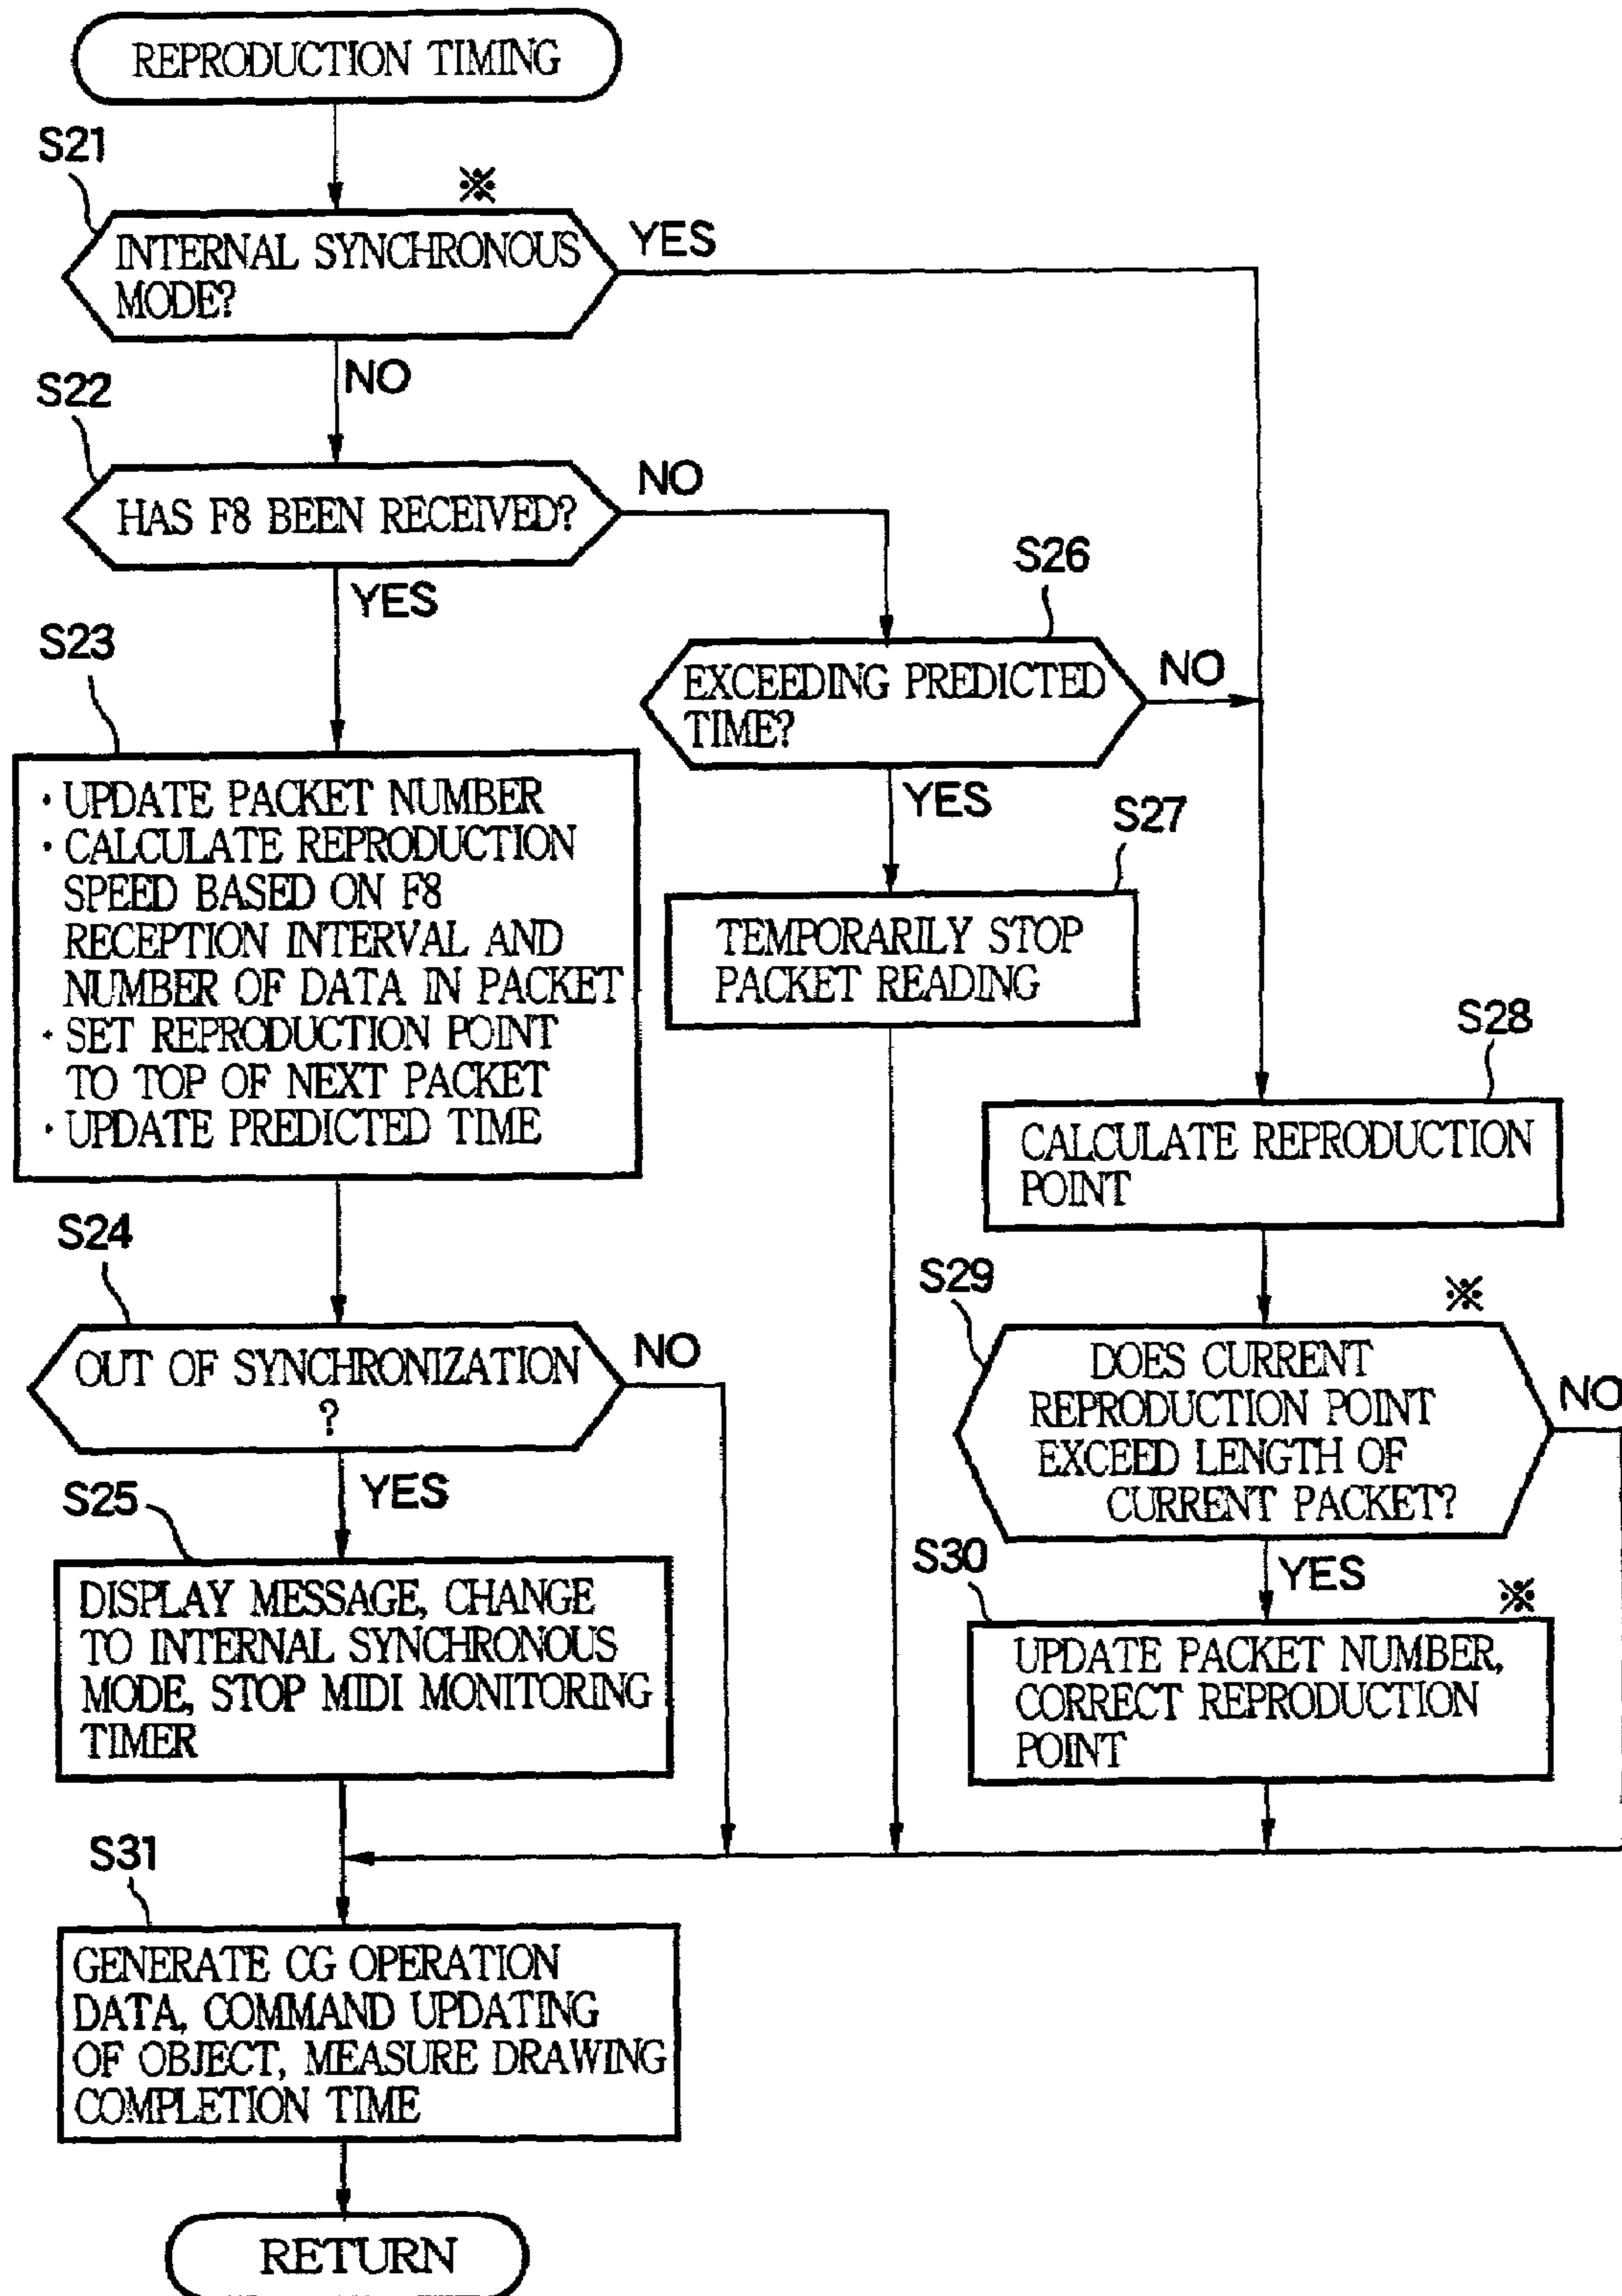 REPRODUCTION TIMING
S21
※
INTERNAL SYNCHRONOUS
MODE?
YES
NO
S22
HAS F8 BEEN RECEIVED?
NO
YES
S26
EXCEEDING PREDICTED
TIME?
NO
YES
S23
· UPDATE PACKET NUMBER
· CALCULATE REPRODUCTION
SPEED BASED ON F8
RECEPTION INTERVAL AND
NUMBER OF DATA IN PACKET
· SET REPRODUCTION POINT
TO TOP OF NEXT PACKET
· UPDATE PREDICTED TIME
S27
TEMPORARILY STOP
PACKET READING
S28
CALCULATE REPRODUCTION
POINT
S24
OUT OF SYNCHRONIZATION
?
NO
YES
S29
※
DOES CURRENT
REPRODUCTION POINT
EXCEED LENGTH OF
CURRENT PACKET?
NO
YES
S25
DISPLAY MESSAGE, CHANGE
TO INTERNAL SYNCHRONOUS
MODE, STOP MIDI MONITORING
TIMER
S30
※
UPDATE PACKET NUMBER,
CORRECT REPRODUCTION
POINT
S31
GENERATE CG OPERATION
DATA, COMMAND UPDATING
OF OBJECT, MEASURE DRAWING
COMPLETION TIME
RETURN